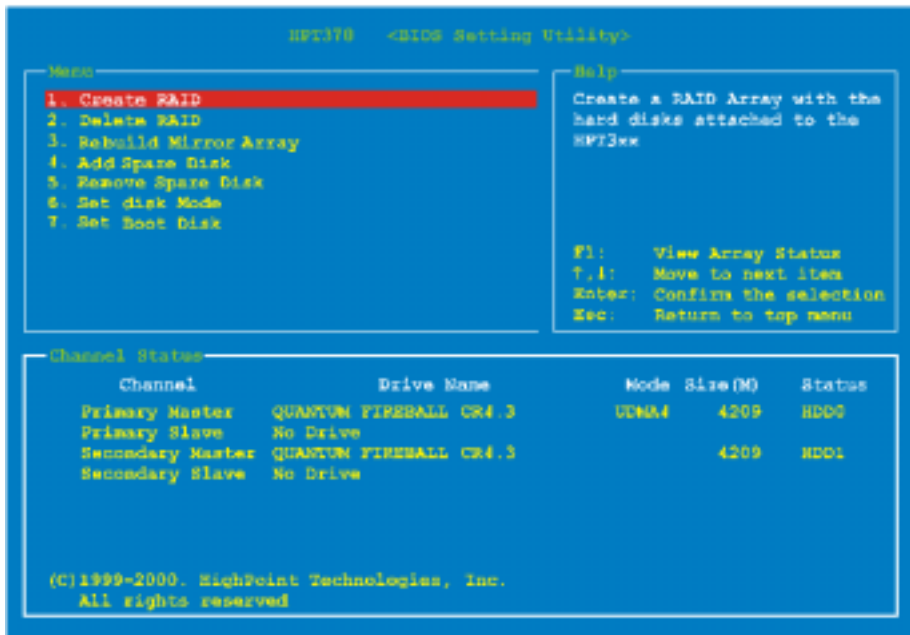 HPT370 <BIOS Setting Utility>
Menu
1. Create RAID
2. Delete RAID
3. Rebuild Mirror Array
4. Add Spare Disk
5. Remove Spare Disk
6. Set disk Mode
7. Set Boot Disk
Help
Create a RAID Array with the
hard disks attached to the
HPT3xx
F1: View Array Status
↑,↓: Move to next item
Enter: Confirm the selection
Esc: Return to top menu
Channel Status
Channel Drive Name Mode Size(M) Status
Primary Master QUANTUM FIREBALL CR4.3 UDMA4 4209 HDD0
Primary Slave No Drive
Secondary Master QUANTUM FIREBALL CR4.3 4209 HDD1
Secondary Slave No Drive
(C)1999-2000. HighPoint Technologies, Inc.
All rights reserved